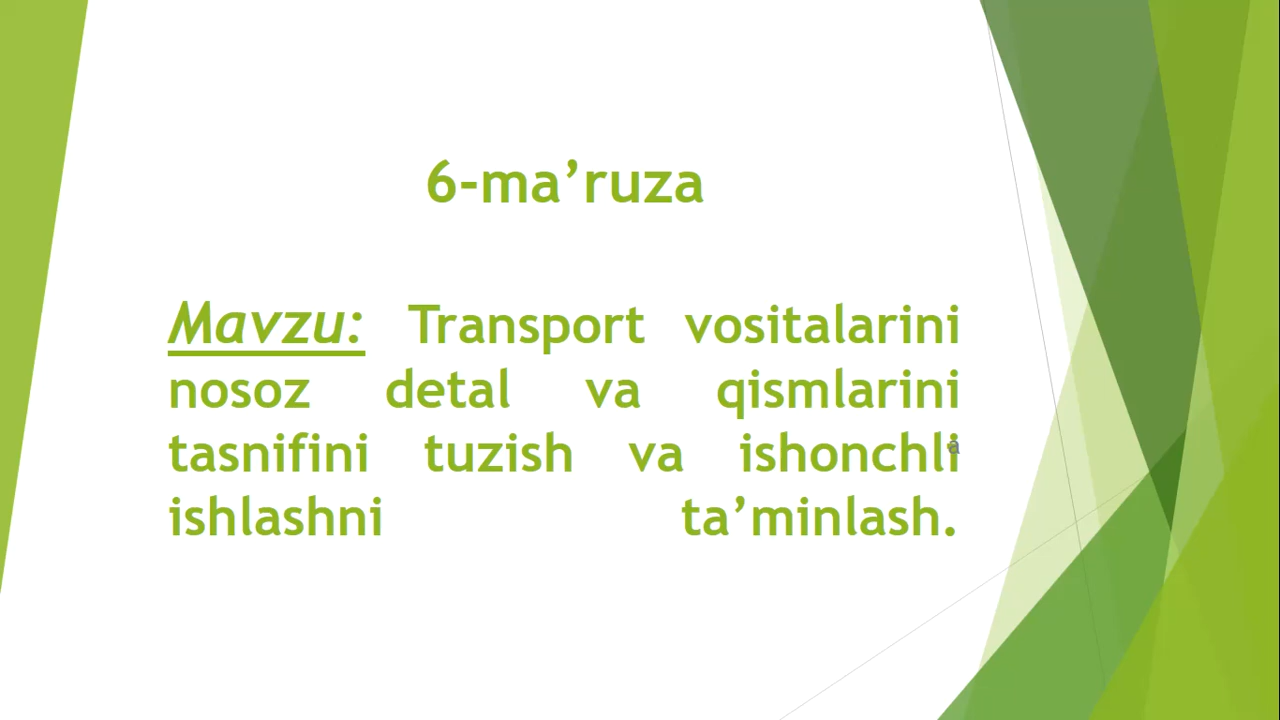 6-ma’ruza
Mavzu: Transport vositalarini
nosoz detal va qismlarini
tasnifini tuzish va ishonchli
ishlashni ta’minlash.
a